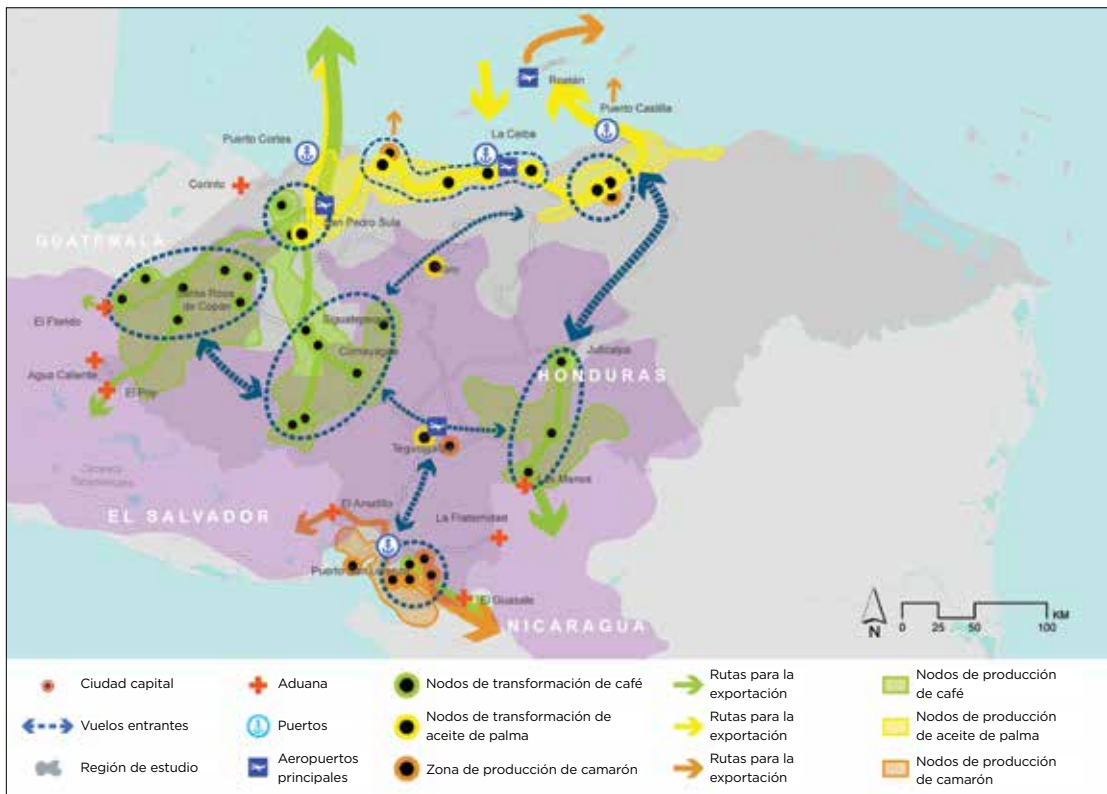 Roatán
Puerto Castilla
Puerto Cortes
La Ceiba
Corinto
San Pedro Sula
GUATEMALA
Santa Rosa
de Copán
El Florido
Siguatepeque
Comayagua
Juticalpa
HONDURAS
Agua Caliente
El Poy
Tegucigalpa
Las Manos
El Amatillo
EL SALVADOR
La Fraternidad
Puerto San Lorenzo
El Guasale
NICARAGUA
N
0 25 50 100
KM
Ciudad capital
Aduana
Nodos de transformación de café
Rutas para la
exportación
Nodos de producción
de café
Vuelos entrantes
Puertos
Nodos de transformación de
aceite de palma
Rutas para la
exportación
Nodos de producción
de aceite de palma
Región de estudio
Aeropuertos
principales
Zona de producción de camarón
Rutas para la
exportación
Nodos de producción
de camarón